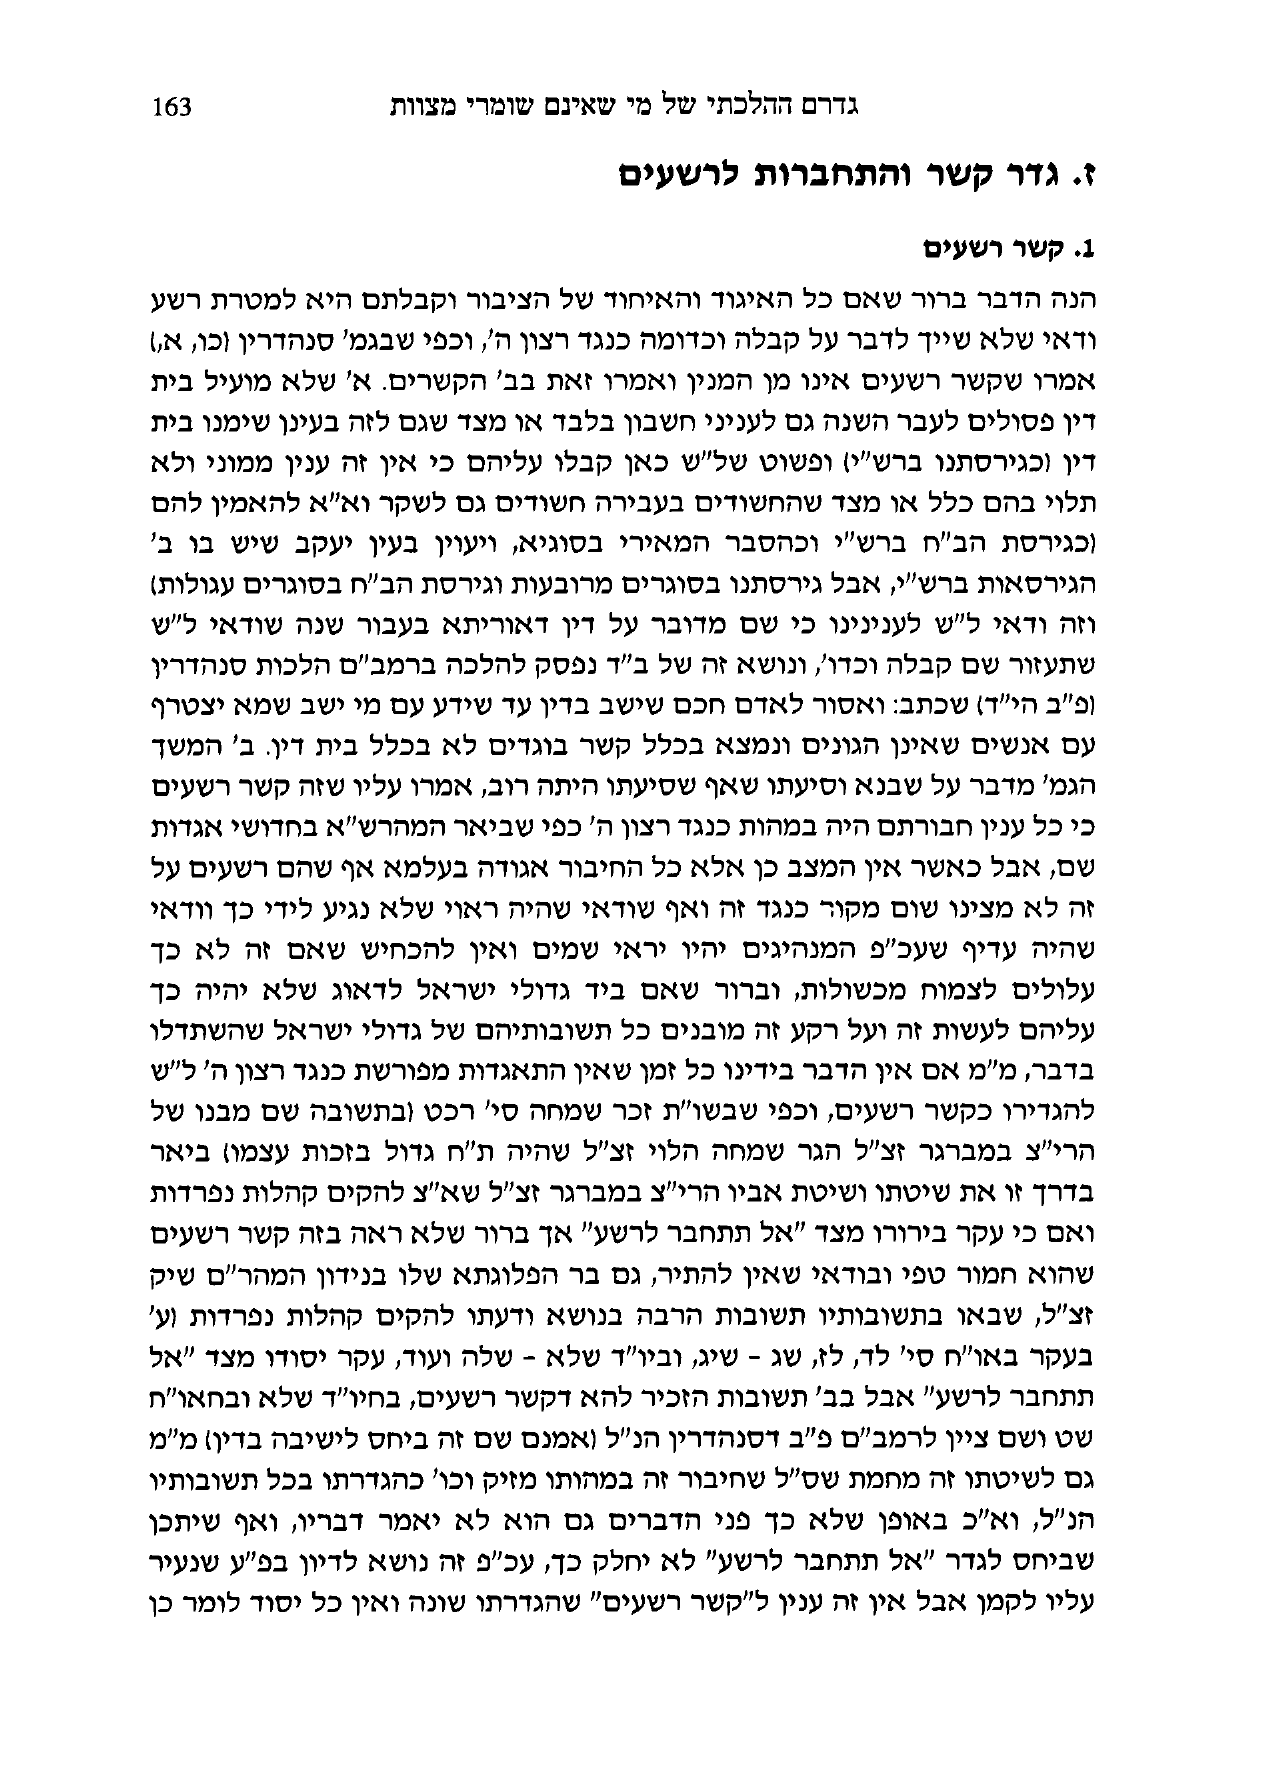 גדרם ההלכתי של מי שאינם שומרי מצוות 163
ז. גדר קשר והתחברות לרשעים
1. קשר רשעים
הנה הדבר ברור שאם כל האיגוד והאיחוד של הציבור וקבלתם היא למטרת רשע
ודאי שלא שייך לדבר על קבלה וכדומה כנגד רצון ה', וכפי שבגמ' סנהדרין (כו, א,)
אמרו שקשר רשעים אינו מן המנין ואמרו זאת בב' הקשרים. א' שלא מועיל בית
דין פסולים לעבר השנה גם לעניני חשבון בלבד או מצד שגם לזה בעינן שימנו בית
דין (כגירסתנו ברש"י) ופשוט של"ש כאן קבלו עליהם כי אין זה ענין ממוני ולא
תלוי בהם כלל או מצד שהחשודים בעבירה חשודים גם לשקר וא"א להאמין להם
(כגירסת הב"ח ברש"י וכהסבר המאירי בסוגיא, ויעוין בעין יעקב שיש בו ב'
הגירסאות ברש"י, אבל גירסתנו בסוגרים מרובעות וגירסת הב"ח בסוגרים עגולות)
וזה ודאי ל"ש לענינינו כי שם מדובר על דין דאוריתא בעבור שנה שודאי ל"ש
שתעזור שם קבלה וכדו', ונושא זה של ב"ד נפסק להלכה ברמב"ם הלכות סנהדרין
(פ"ב הי"ד) שכתב: ואסור לאדם חכם שישב בדין עד שידע עם מי ישב שמא יצטרף
עם אנשים שאינן הגונים ונמצא בכלל קשר בוגדים לא בכלל בית דין. ב' המשך
הגמ' מדבר על שבנא וסיעתו שאף שסיעתו היתה רוב, אמרו עליו שזה קשר רשעים
כי כל ענין חבורתם היה במהות כנגד רצון ה' כפי שביאר המהרש"א בחדושי אגדות
שם, אבל כאשר אין המצב כן אלא כל החיבור אגודה בעלמא אף שהם רשעים על
זה לא מצינו שום מקור כנגד זה ואף שודאי שהיה ראוי שלא נגיע לידי כך וודאי
שהיה עדיף שעכ"פ המנהיגים יהיו יראי שמים ואין להכחיש שאם זה לא כך
עלולים לצמוח מכשולות, וברור שאם ביד גדולי ישראל לדאוג שלא יהיה כך
עליהם לעשות זה ועל רקע זה מובנים כל תשובותיהם של גדולי ישראל שהשתדלו
בדבר, מ"מ אם אין הדבר בידינו כל זמן שאין התאגדות מפורשת כנגד רצון ה' ל"ש
להגדירו כקשר רשעים, וכפי שבשו"ת זכר שמחה סי' רכט (בתשובה שם מבנו של
הרי"צ במברגר זצ"ל הגר שמחה הלוי זצ"ל שהיה ת"ח גדול בזכות עצמו) ביאר
בדרך זו את שיטתו ושיטת אביו הרי"צ במברגר זצ"ל שא"צ להקים קהלות נפרדות
ואם כי עקר בירורו מצד "אל תתחבר לרשע" אך ברור שלא ראה בזה קשר רשעים
שהוא חמור טפי ובודאי שאין להתיר, גם בר הפלוגתא שלו בנידון המהר"ם שיק
זצ"ל, שבאו בתשובותיו תשובות הרבה בנושא ודעתו להקים קהלות נפרדות (ע'
בעקר באו"ח סי' לד, לז, שג - שיג, וביו"ד שלא - שלה ועוד, עקר יסודו מצד "אל
תתחבר לרשע" אבל בב' תשובות הזכיר להא דקשר רשעים, בחיו"ד שלא ובחאו"ח
שט ושם ציין לרמב"ם פ"ב דסנהדרין הנ"ל (אמנם שם זה ביחס לישיבה בדין) מ"מ
גם לשיטתו זה מחמת שס"ל שחיבור זה במהותו מזיק וכו' כהגדרתו בכל תשובותיו
הנ"ל, וא"כ באופן שלא כך פני הדברים גם הוא לא יאמר דבריו, ואף שיתכן
שביחס לגדר "אל תתחבר לרשע" לא יחלק כך, עכ"פ זה נושא לדיון בפ"ע שנעיר
עליו לקמן אבל אין זה ענין ל"קשר רשעים" שהגדרתו שונה ואין כל יסוד לומר כן